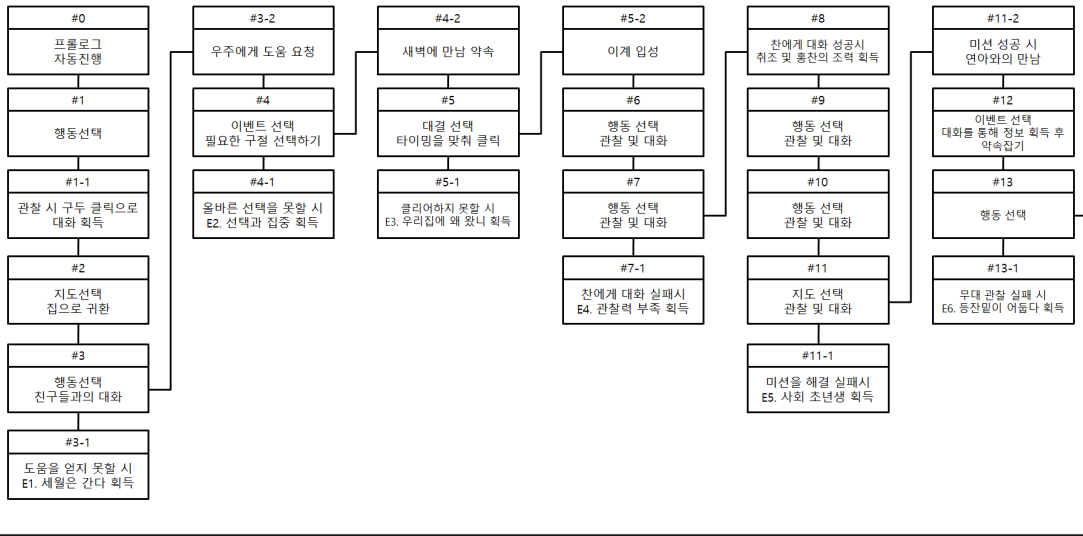 #0
프롤로그
자동진행
#1
행동선택
#1-1
관찰 시 구두 클릭으로
대화 획득
#2
지도선택
집으로 귀환
#3
행동선택
친구들과의 대화
#3-1
도움을 얻지 못할 시
E1. 세월은 간다 획득
#3-2
우주에게 도움 요청
#4
이벤트 선택
필요한 구절 선택하기
#4-1
올바른 선택을 못할 시
E2. 선택과 집중 획득
#4-2
새벽에 만남 약속
#5
대결 선택
타이밍을 맞춰 클릭
#5-1
클리어하지 못할 시
E3. 우리집에 왜 왔니 획득
#5-2
이계 입성
#6
행동 선택
관찰 및 대화
#7
행동 선택
관찰 및 대화
#7-1
찬에게 대화 실패시
E4. 관찰력 부족 획득
#8
찬에게 대화 성공시
취조 및 홍찬의 조력 획득
#9
행동 선택
관찰 및 대화
#10
행동 선택
관찰 및 대화
#11
지도 선택
관찰 및 대화
#11-1
미션을 해결 실패시
E5. 사회 초년생 획득
#11-2
미션 성공 시
연아와의 만남
#12
이벤트 선택
대화를 통해 정보 획득 후
약속잡기
#13
행동 선택
#13-1
무대 관찰 실패 시
E6. 등잔밑이 어둡다 획득